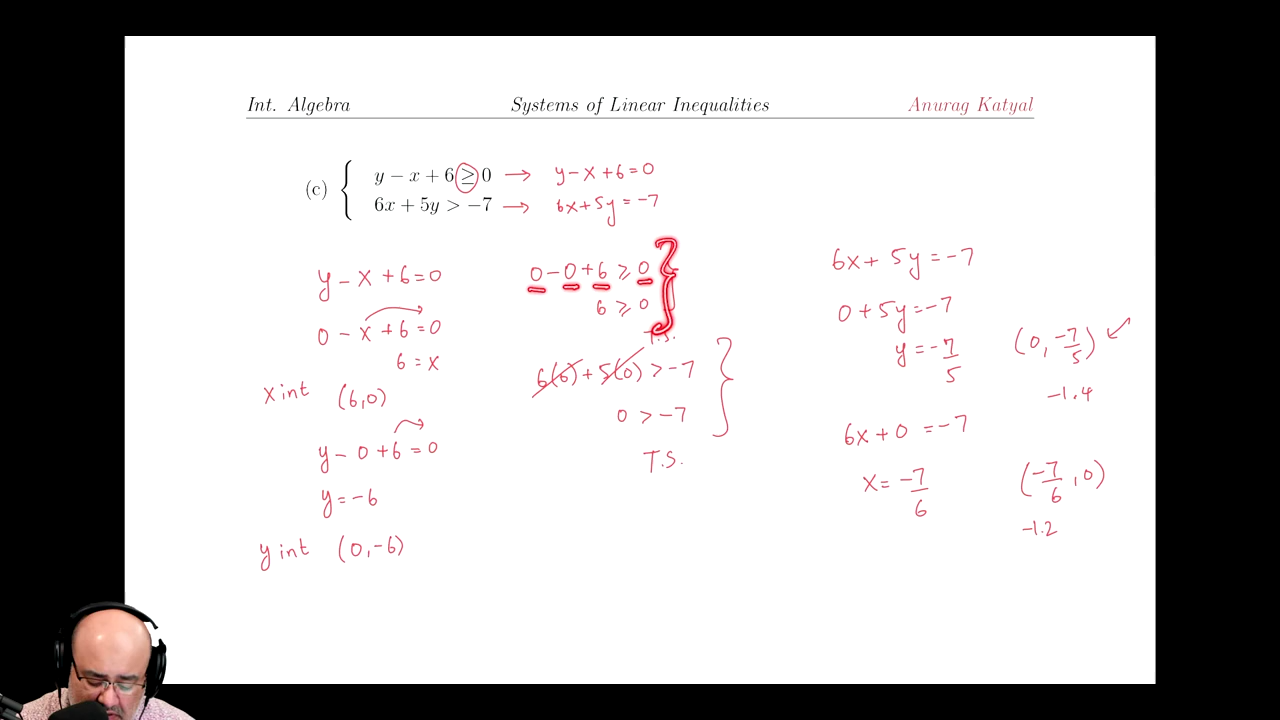 Int. Algebra Systems of Linear Inequalities Anurag Katyal
(c) { y − x + 6 ≥ 0 → y − x + 6 = 0
6x + 5y > −7 → 6x + 5y = −7
y − x + 6 = 0
0 − x + 6 = 0
6 = x
x int (6,0)
y − 0 + 6 = 0
y = −6
y int (0,−6)
0 − 0 + 6 ≥ 0 }
6 ≥ 0
T.S.
6(0) + 5(0) > −7 }
0 > −7
T.S.
6x + 5y = −7
0 + 5y = −7
y = −7/5 (0, −7/5) ↙
−1.4
6x + 0 = −7
x = −7/6 (−7/6, 0)
−1.2